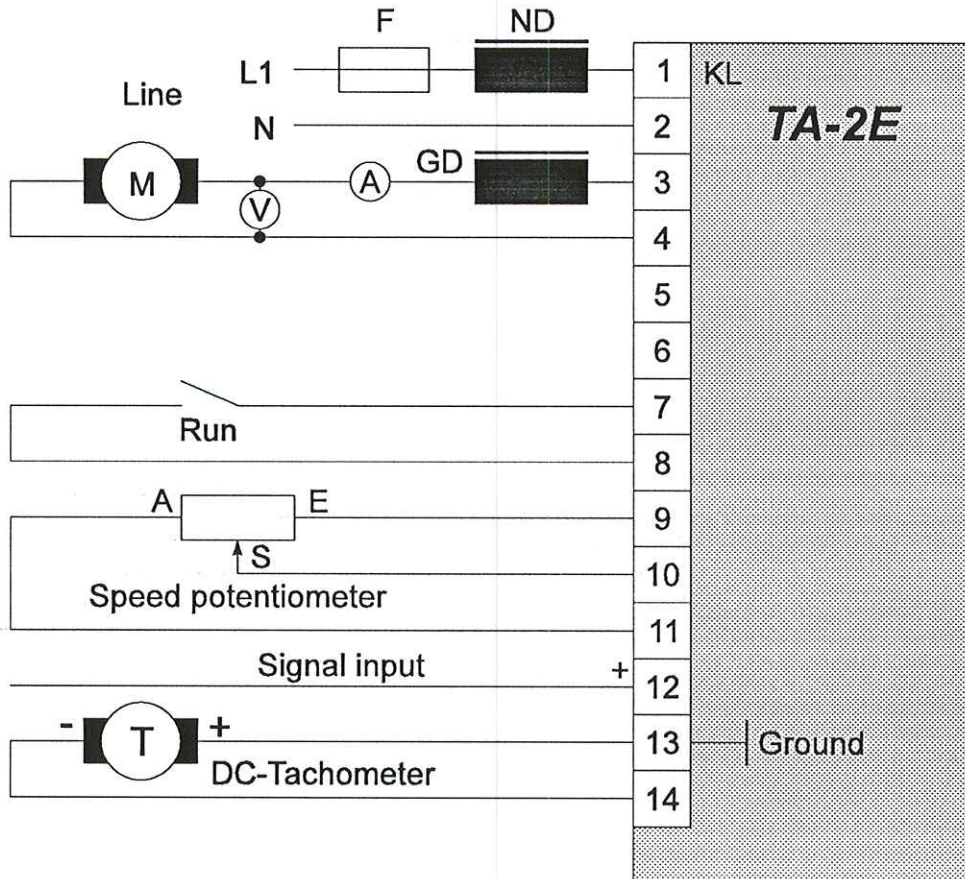 F ND
L1 1 KL
Line
N 2 TA-2E
GD
M A 3
V
4
5
6
7
Run
8
A E 9
S
10
Speed potentiometer
11
Signal input +
12
- T + 13 Ground
DC-Tachometer
14